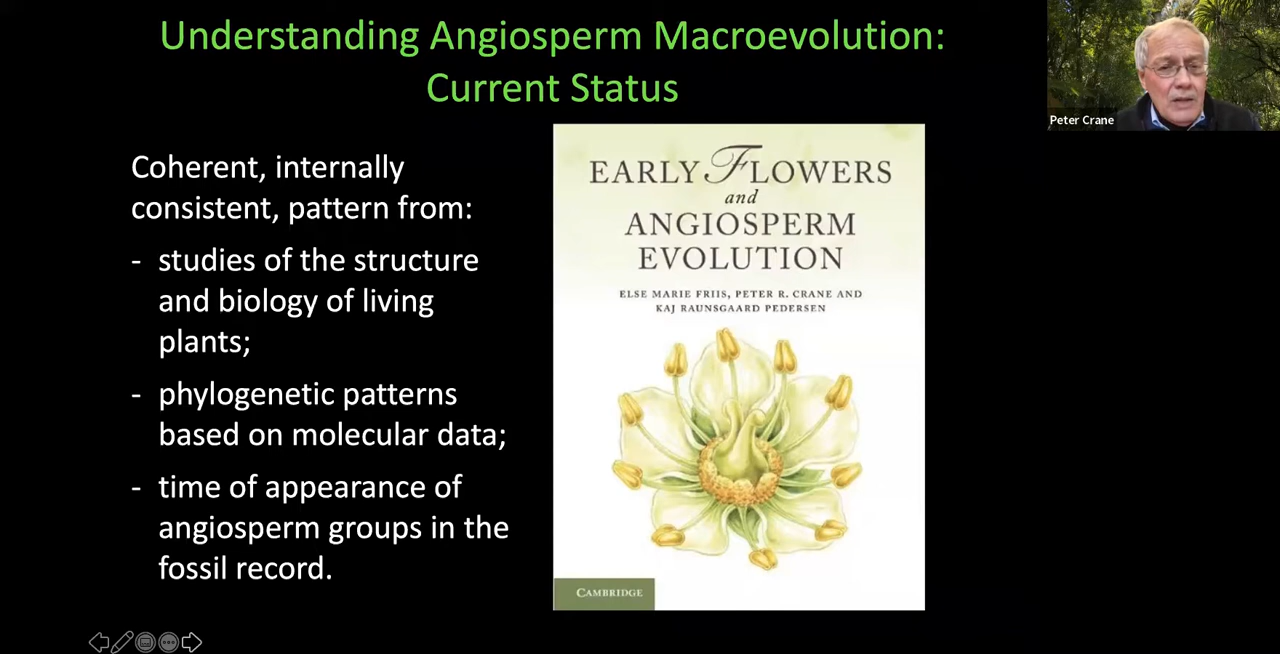 Understanding Angiosperm Macroevolution:
Current Status
Peter Crane
Coherent, internally
consistent, pattern from:
- studies of the structure
and biology of living
plants;
- phylogenetic patterns
based on molecular data;
- time of appearance of
angiosperm groups in the
fossil record.
EARLY FLOWERS
and
ANGIOSPERM
EVOLUTION
ELSE MARIE FRIIS, PETER R. CRANE AND
KAJ RAUNSGAARD PEDERSEN
CAMBRIDGE